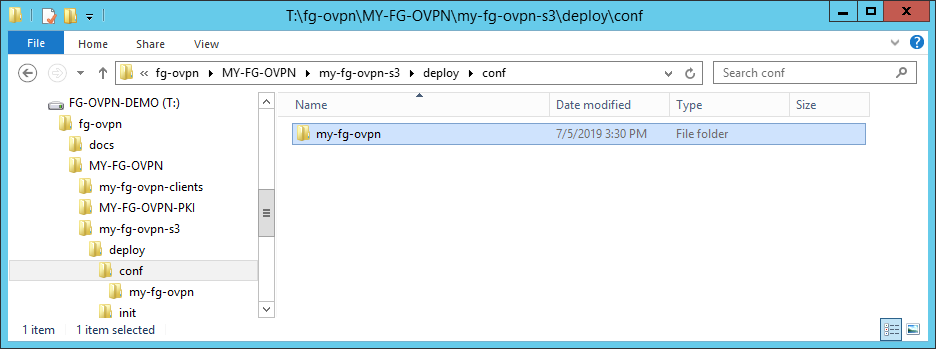 T:\fg-ovpn\MY-FG-OVPN\my-fg-ovpn-s3\deploy\conf
File Home Share View
« fg-ovpn MY-FG-OVPN my-fg-ovpn-s3 deploy conf Search conf
FG-OVPN-DEMO (T:)
fg-ovpn
docs
MY-FG-OVPN
my-fg-ovpn-clients
MY-FG-OVPN-PKI
my-fg-ovpn-s3
deploy
conf
my-fg-ovpn
init
Name Date modified Type Size
my-fg-ovpn 7/5/2019 3:30 PM File folder
1 item 1 item selected